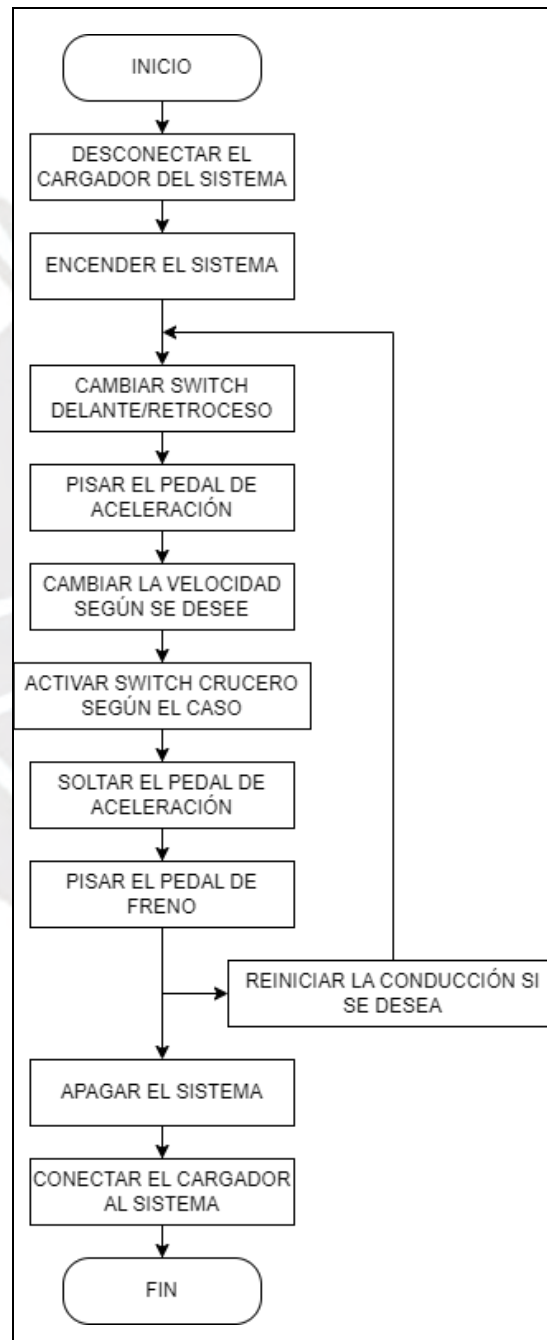 INICIO
DESCONECTAR EL
CARGADOR DEL SISTEMA
ENCENDER EL SISTEMA
CAMBIAR SWITCH
DELANTE/RETROCESO
PISAR EL PEDAL DE
ACELERACIÓN
CAMBIAR LA VELOCIDAD
SEGÚN SE DESEE
ACTIVAR SWITCH CRUCERO
SEGÚN EL CASO
SOLTAR EL PEDAL DE
ACELERACIÓN
PISAR EL PEDAL DE
FRENO
REINICIAR LA CONDUCCIÓN SI
SE DESEA
APAGAR EL SISTEMA
CONECTAR EL CARGADOR
AL SISTEMA
FIN